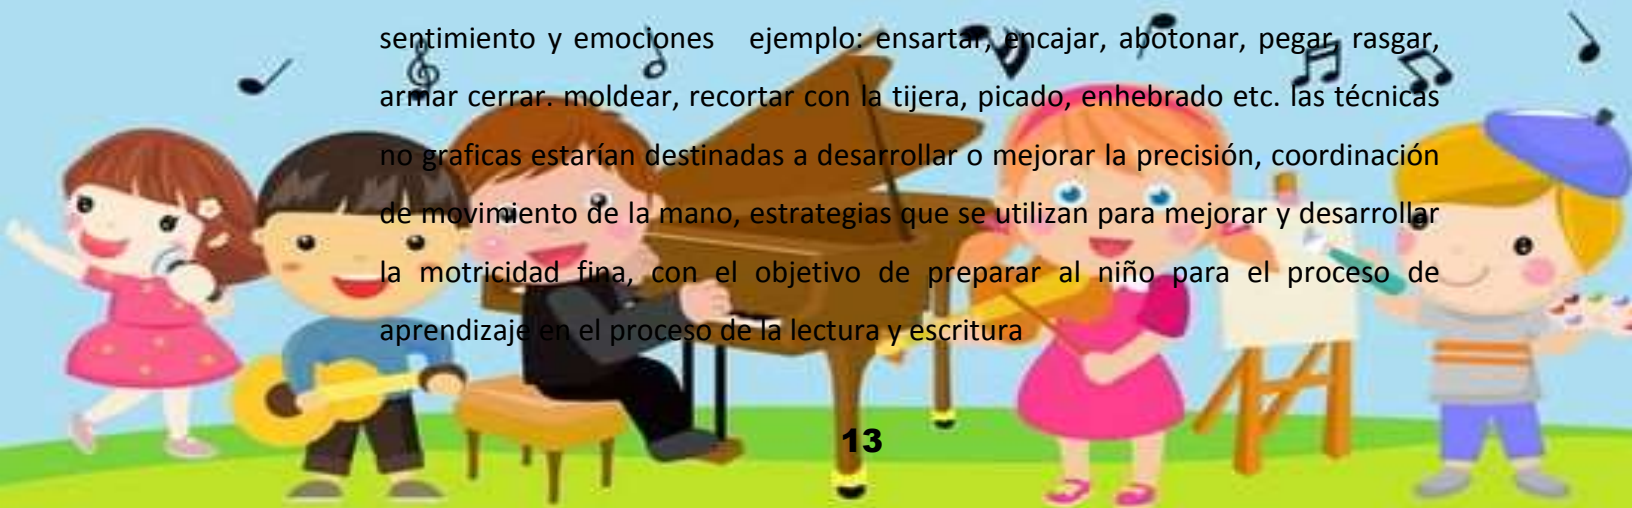 sentimiento y emociones ejemplo: ensartar, encajar, abotonar, pegar, rasgar,
armar cerrar. moldear, recortar con la tijera, picado, enhebrado etc. las técnicas
no graficas estarían destinadas a desarrollar o mejorar la precisión, coordinación
de movimiento de la mano, estrategias que se utilizan para mejorar y desarrollar
la motricidad fina, con el objetivo de preparar al niño para el proceso de
aprendizaje en el proceso de la lectura y escritura
13